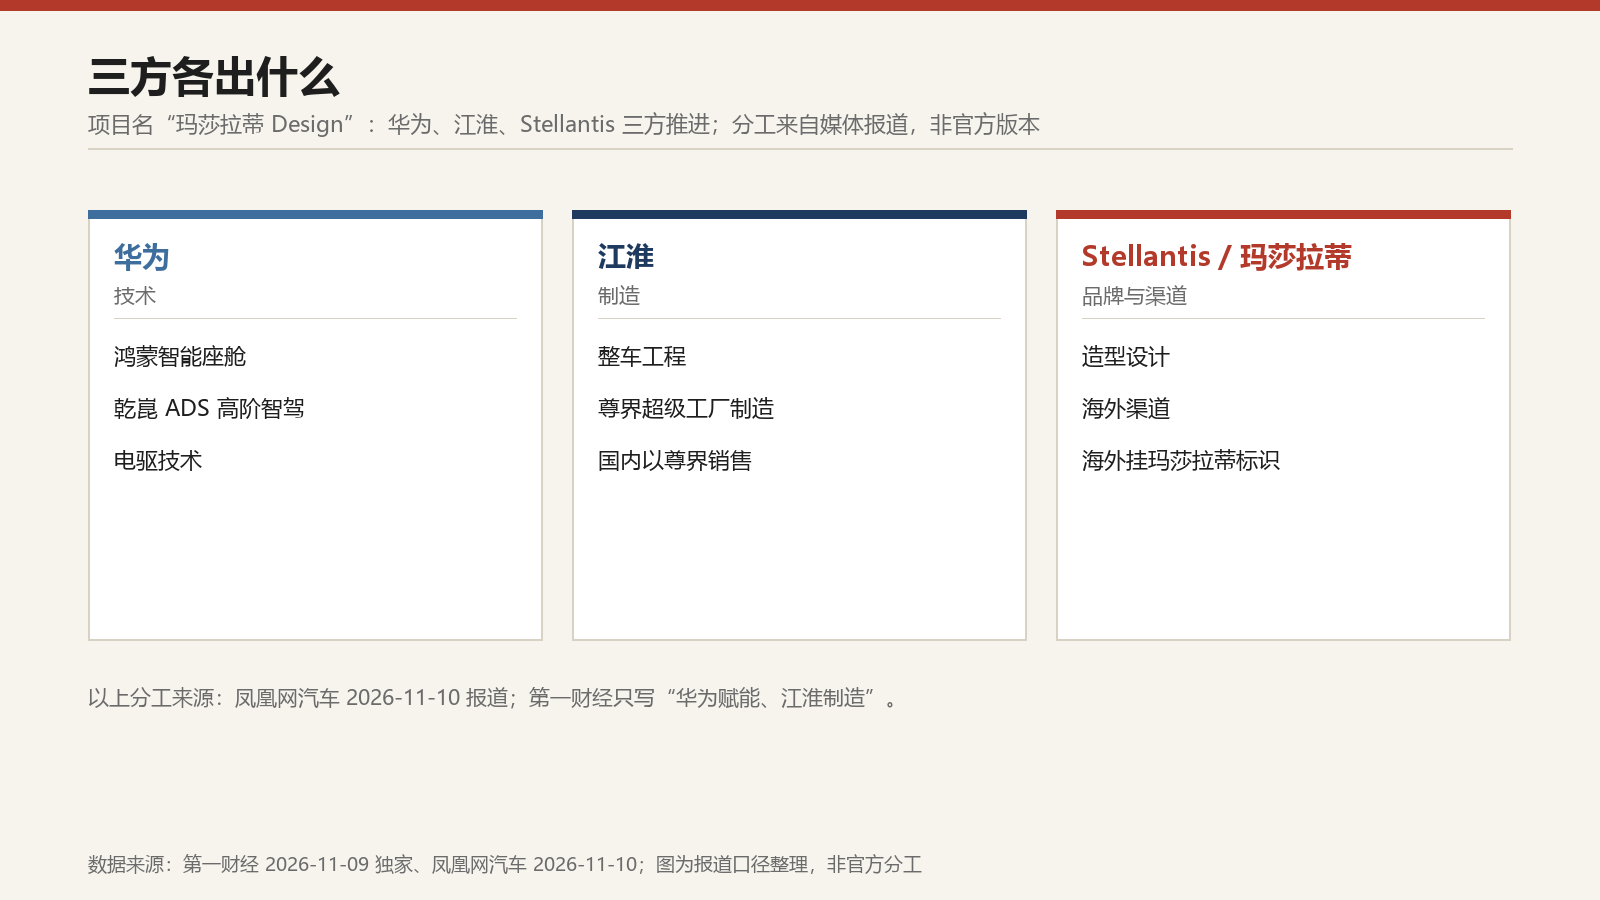 三方各出什么
项目名“玛莎拉蒂 Design”：华为、江淮、Stellantis 三方推进；分工来自媒体报道，非官方版本
华为
技术
鸿蒙智能座舱
乾崑 ADS 高阶智驾
电驱技术
江淮
制造
整车工程
尊界超级工厂制造
国内以尊界销售
Stellantis / 玛莎拉蒂
品牌与渠道
造型设计
海外渠道
海外挂玛莎拉蒂标识
以上分工来源：凤凰网汽车 2026-11-10 报道；第一财经只写“华为赋能、江淮制造”。
数据来源：第一财经 2026-11-09 独家、凤凰网汽车 2026-11-10；图为报道口径整理，非官方分工